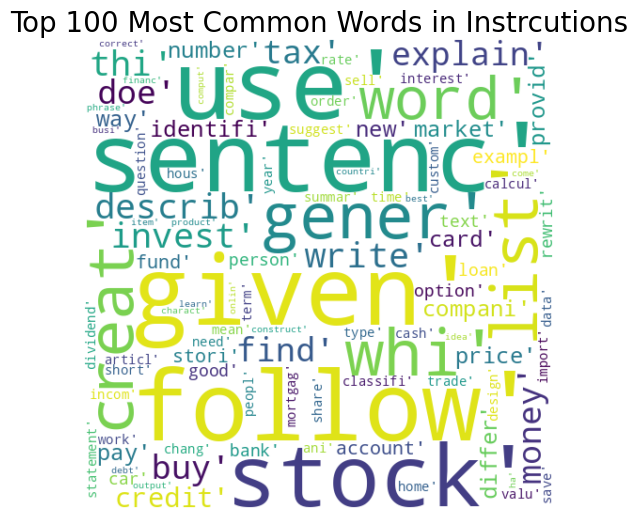 Top 100 Most Common Words in Instrcutions
correct'
number'
tax'
explain'
thi'
financ'
use'
comput'
compar'
rate'
sell'
interest'
word'
provid'
doe'
order'
phrase'
way'
busi'
identifi'
suggest'
new'
market'
question'
sentenc'
exampl'
come'
hous'
year'
countri'
custom'
calcul'
describ'
summar'
time'
best'
item'
product'
gener'
text'
rewrit'
invest'
write'
card'
list'
creat'
fund'
person'
given'
loan'
option'
learn'
charact'
onlin'
term'
compani'
data'
dividend'
mean'
construct'
type'
cash'
idea'
need'
stori'
find'
whi'
price'
import'
articl'
short'
good'
classifi'
trade'
design'
incom'
peopl'
mortgag'
share'
follow'
differ'
money'
statement'
work'
pay'
chang'
bank'
ani'
account'
debt'
output'
car'
buy'
stock'
home'
ha'
valu'
save'
credit'